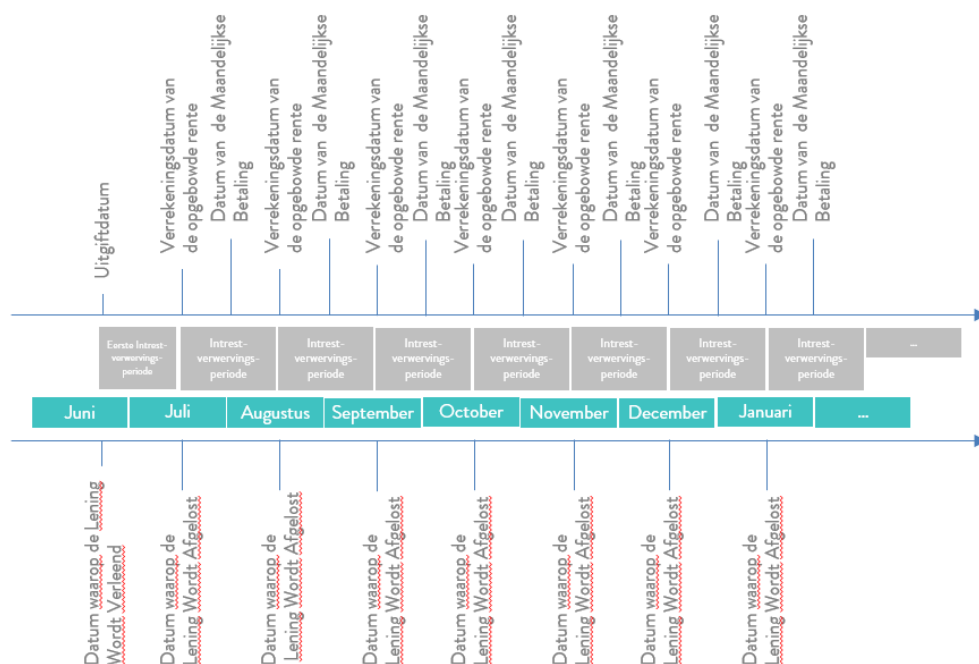 Uitgiftdatum
Verrekeningsdatum van
de opgebowde rente
Datum van de Maandelijkse
Betaling
Verrekeningsdatum van
de opgebowde rente
Datum van de Maandelijkse
Betaling
Verrekeningsdatum van
de opgebowde rente
Datum van de Maandelijkse
Betaling
Verrekeningsdatum van
de opgebowde rente
Datum van de Maandelijkse
Betaling
Verrekeningsdatum van
de opgebowde rente
Datum van de Maandelijkse
Betaling
Verrekeningsdatum van
de opgebowde rente
Datum van de Maandelijkse
Betaling
Verrekeningsdatum van
de opgebowde rente
Datum van de Maandelijkse
Betaling
Eerste Intrest-
verwervings-
periode
Intrest-
verwervings-
periode
Intrest-
verwervings-
periode
Intrest-
verwervings-
periode
Intrest-
verwervings-
periode
Intrest-
verwervings-
periode
Intrest-
verwervings-
periode
Intrest-
verwervings-
periode
...
Juni
Juli
Augustus
September
October
November
December
Januari
...
Datum waarop de Lening
Wordt Verleend
Datum waarop de
Lening Wordt Afgelost
Datum waarop de
Lening Wordt Afgelost
Datum waarop de
Lening Wordt Afgelost
Datum waarop de
Lening Wordt Afgelost
Datum waarop de
Lening Wordt Afgelost
Datum waarop de
Lening Wordt Afgelost
Datum waarop de
Lening Wordt Afgelost